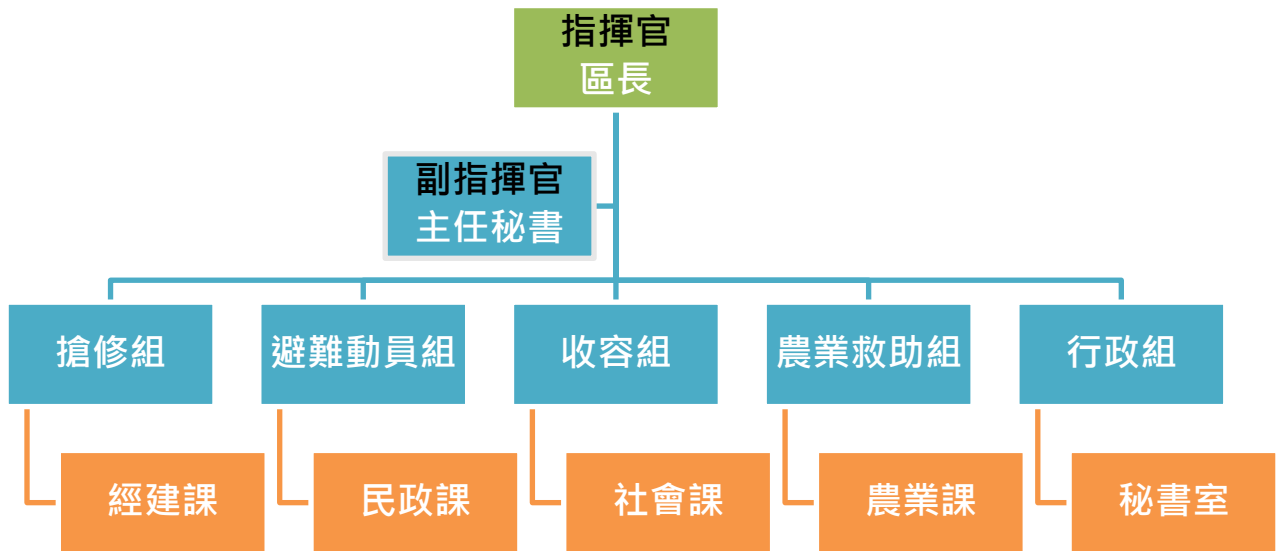 指揮官
區長
副指揮官
主任秘書
搶修組
避難動員組
收容組
農業救助組
行政組
經建課
民政課
社會課
農業課
秘書室